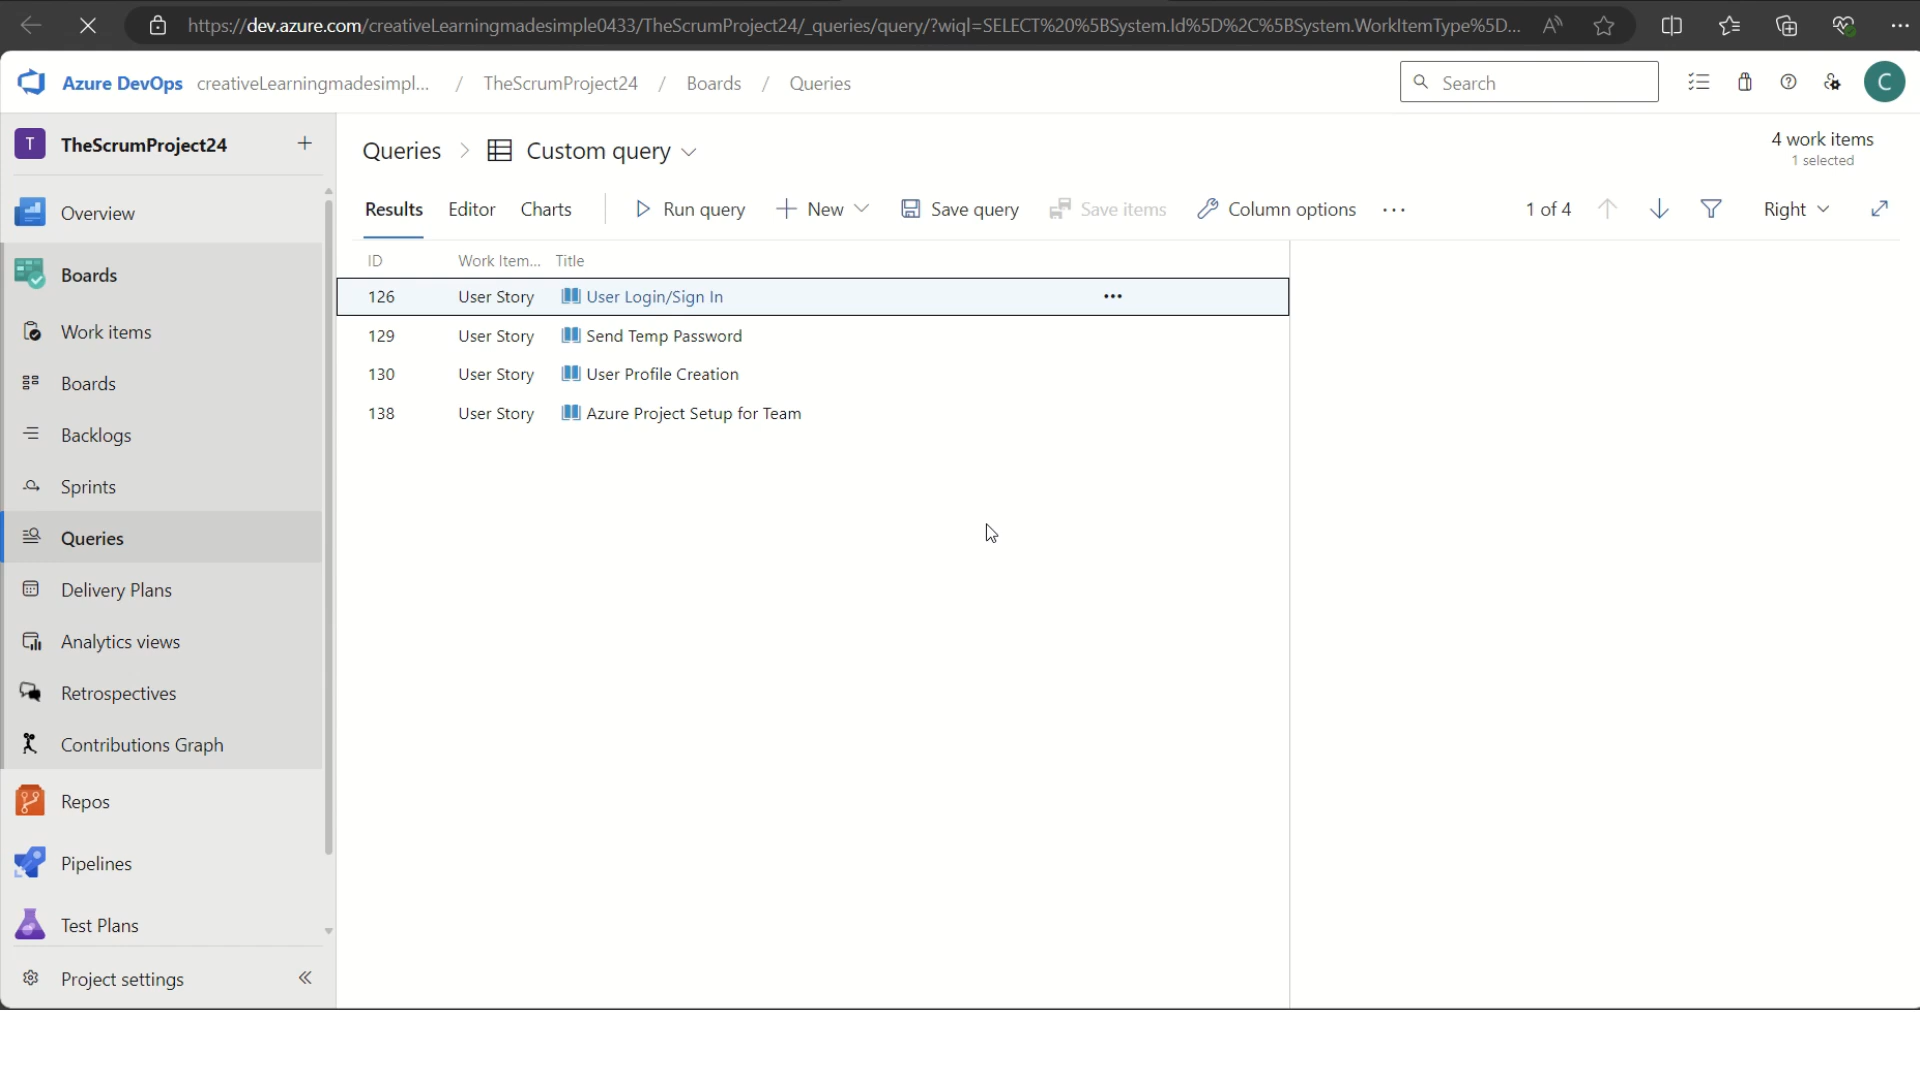 https://dev.azure.com/creativeLearningmadesimple0433/TheScrumProject24/_queries/query/?wiql=SELECT%20%5BSystem.Id%5D%2C%5BSystem.WorkItemType%5D...
Azure DevOps creativeLearningmadesimpl... / TheScrumProject24 / Boards / Queries
Search
C
T TheScrumProject24 +
Overview
Boards
Work items
Boards
Backlogs
Sprints
Queries
Delivery Plans
Analytics views
Retrospectives
Contributions Graph
Repos
Pipelines
Test Plans
Project settings
Queries > Custom query
4 work items
1 selected
Results Editor Charts Run query New Save query Save items Column options ... 1 of 4 Right
ID Work Item... Title
126 User Story User Login/Sign In ...
129 User Story Send Temp Password
130 User Story User Profile Creation
138 User Story Azure Project Setup for Team